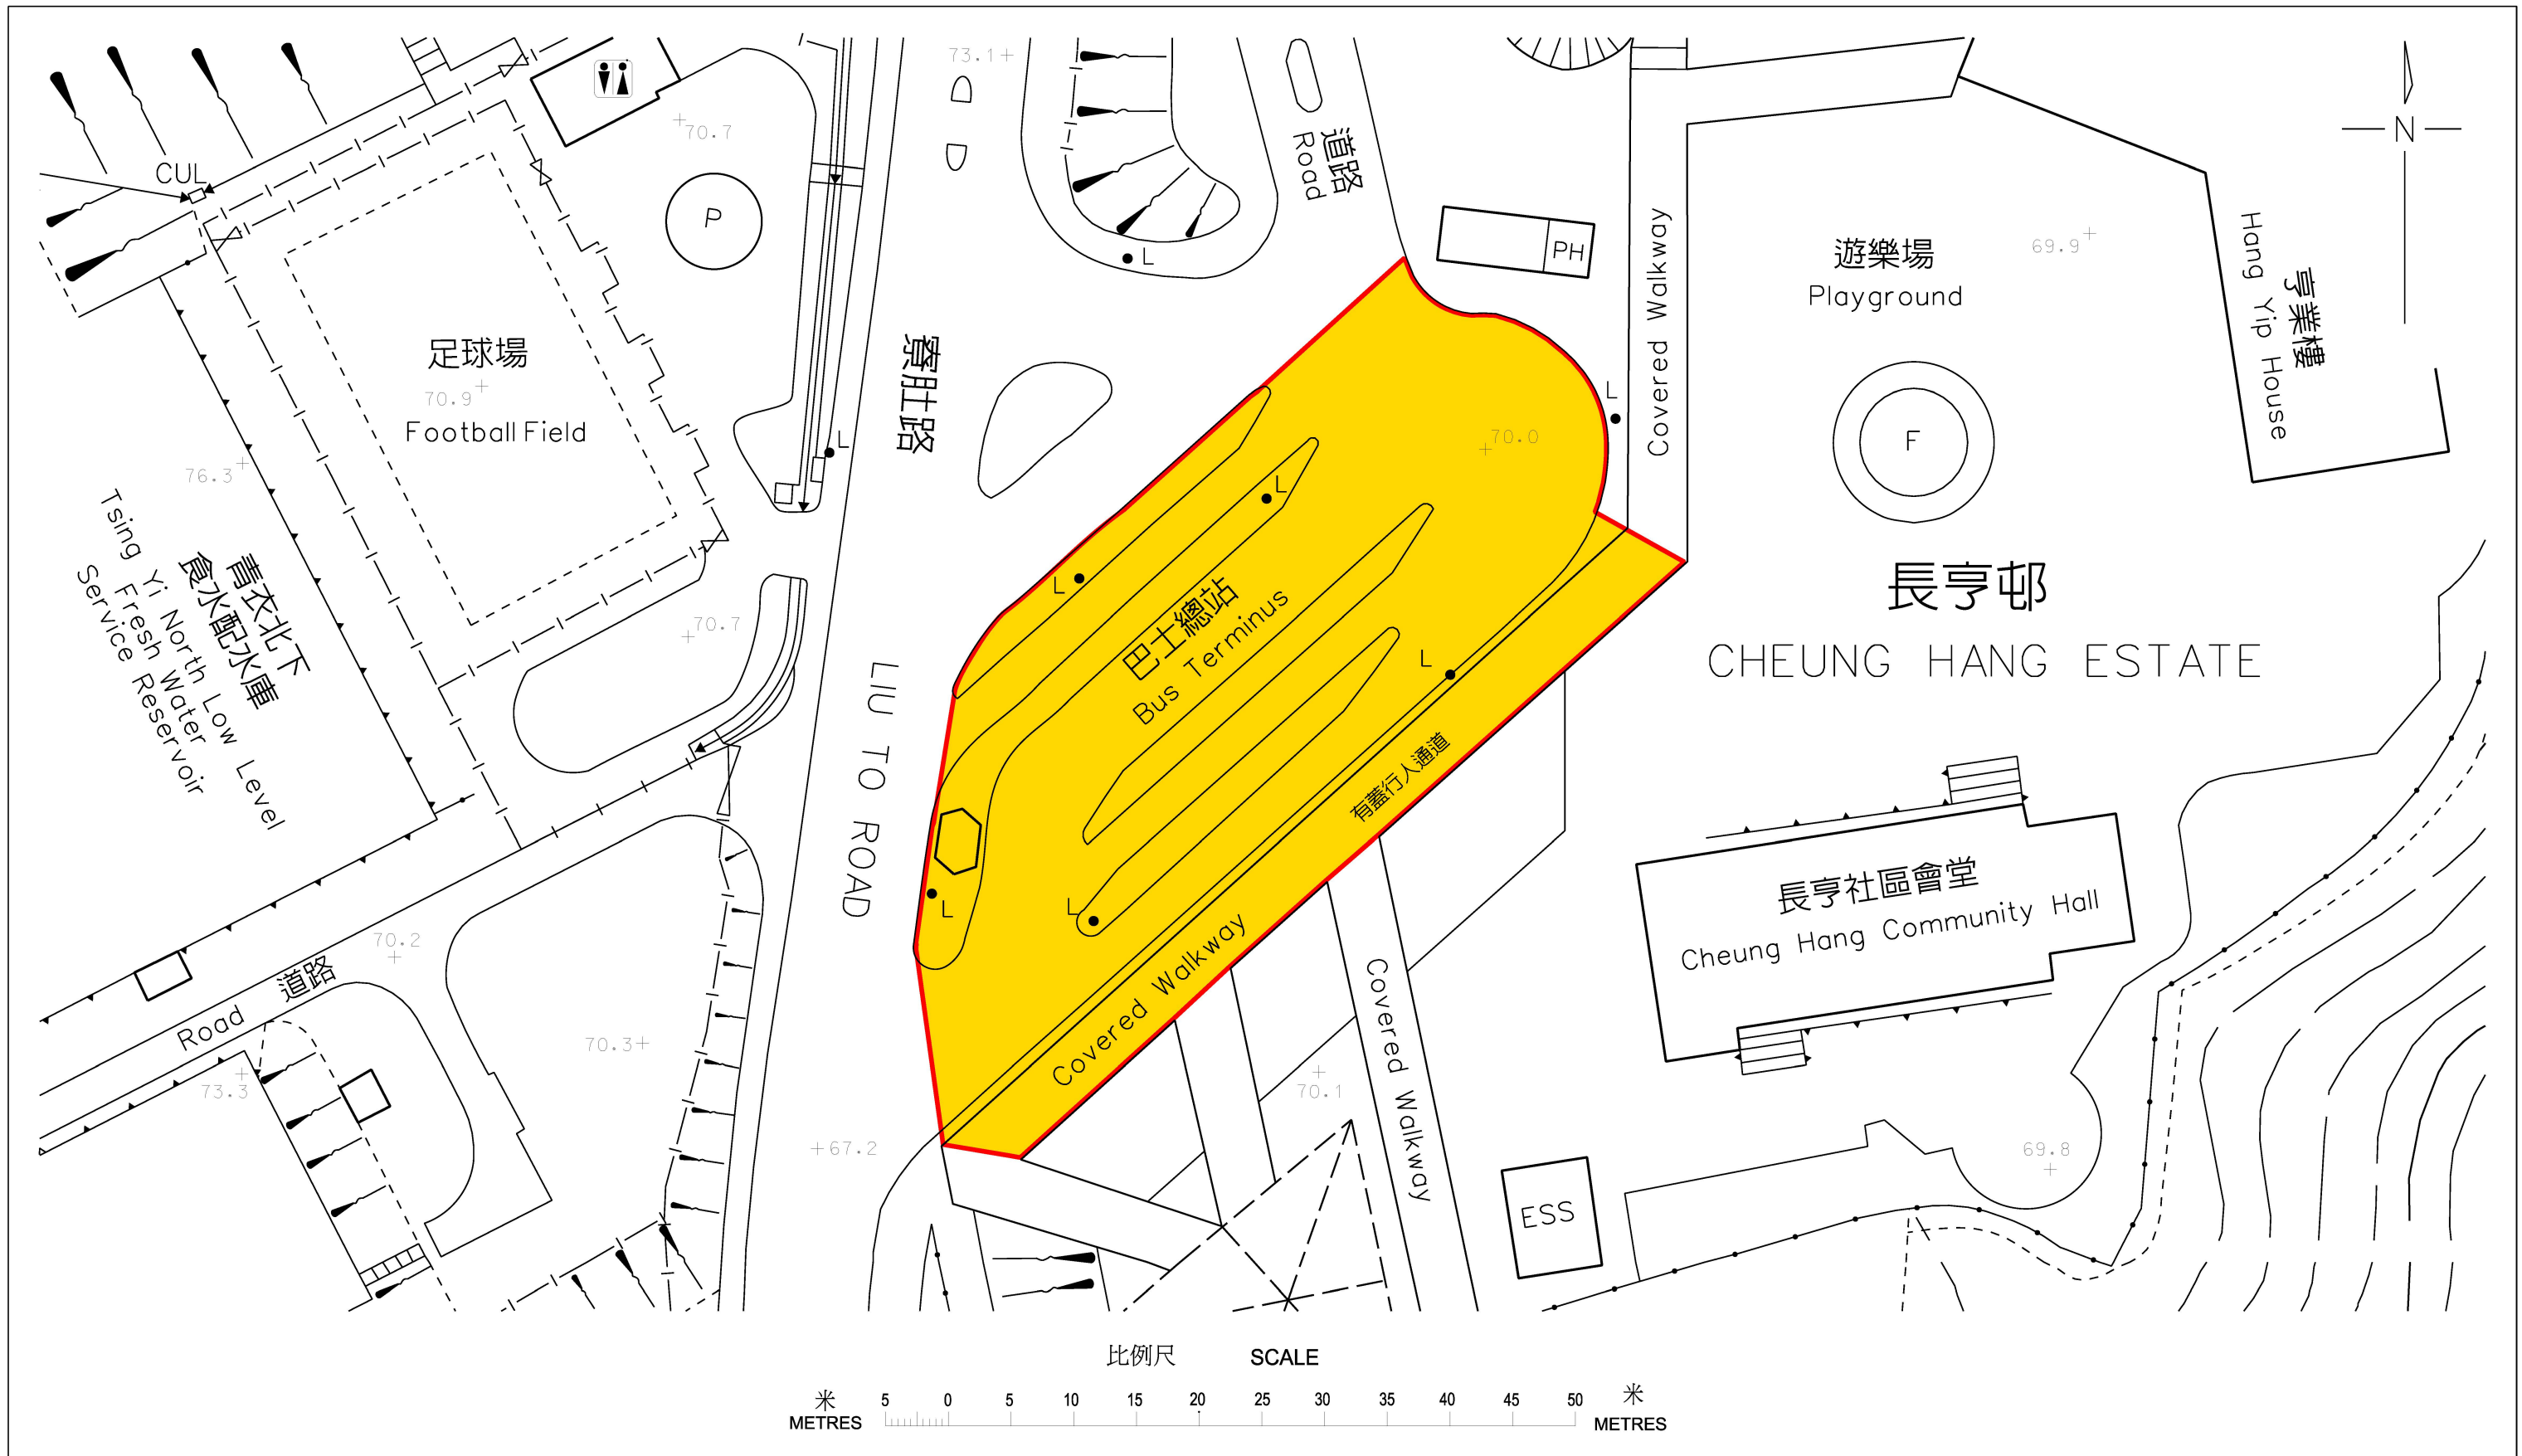 73.1
道路
Road
N
70.7
CUL
P
PH
L
Covered Walkway
遊樂場
Playground
69.9
亨業樓
Hang Yip House
足球場
70.9
Football Field
寮肚路
L
L
F
70.0
76.3
L
L
青衣北下
食水配水庫
Tsing Yi North Low Level
Fresh Water
Service Reservoir
70.7
巴士總站
Bus Terminus
長亨邨
CHEUNG HANG ESTATE
L
LIU TO ROAD
有蓋行人通道
Covered Walkway
L
L
長亨社區會堂
Cheung Hang Community Hall
70.2
道路
Road
Covered Walkway
70.3
73.3
70.1
67.2
69.8
ESS
比例尺 SCALE
米 5 0 5 10 15 20 25 30 35 40 45 50 米
METRES METRES